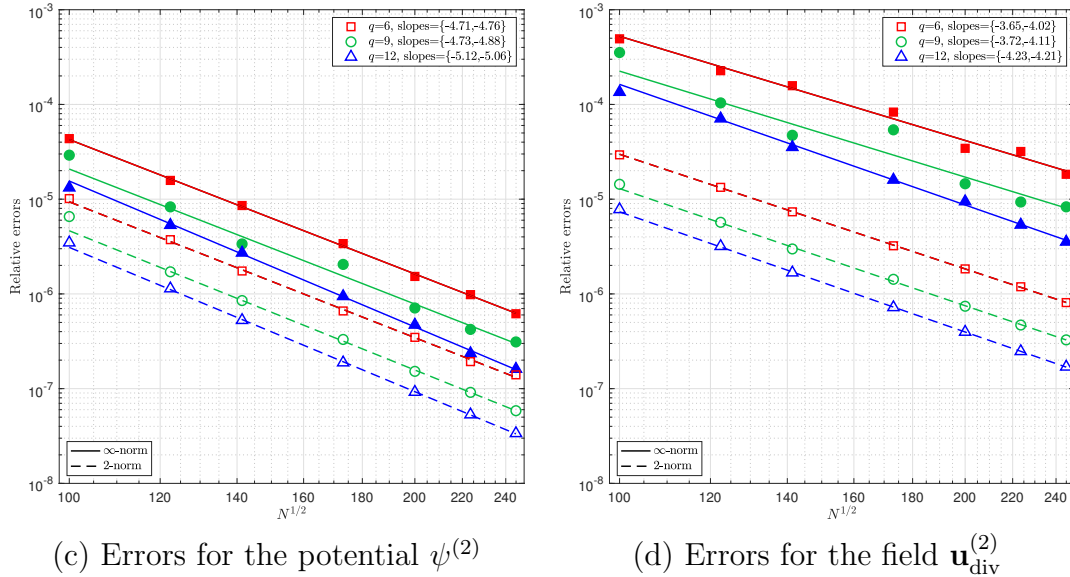 q=6, slopes={-4.71,-4.76}
q=9, slopes={-4.73,-4.88}
q=12, slopes={-5.12,-5.06}
10^-3
10^-4
10^-5
10^-6
10^-7
10^-8
Relative errors
∞-norm
2-norm
100 120 140 160 180 200 220 240
N^1/2
(c) Errors for the potential ψ^(2)
q=6, slopes={-3.65,-4.02}
q=9, slopes={-3.72,-4.11}
q=12, slopes={-4.23,-4.21}
10^-3
10^-4
10^-5
10^-6
10^-7
10^-8
Relative errors
∞-norm
2-norm
100 120 140 160 180 200 220 240
N^1/2
(d) Errors for the field u_div^(2)